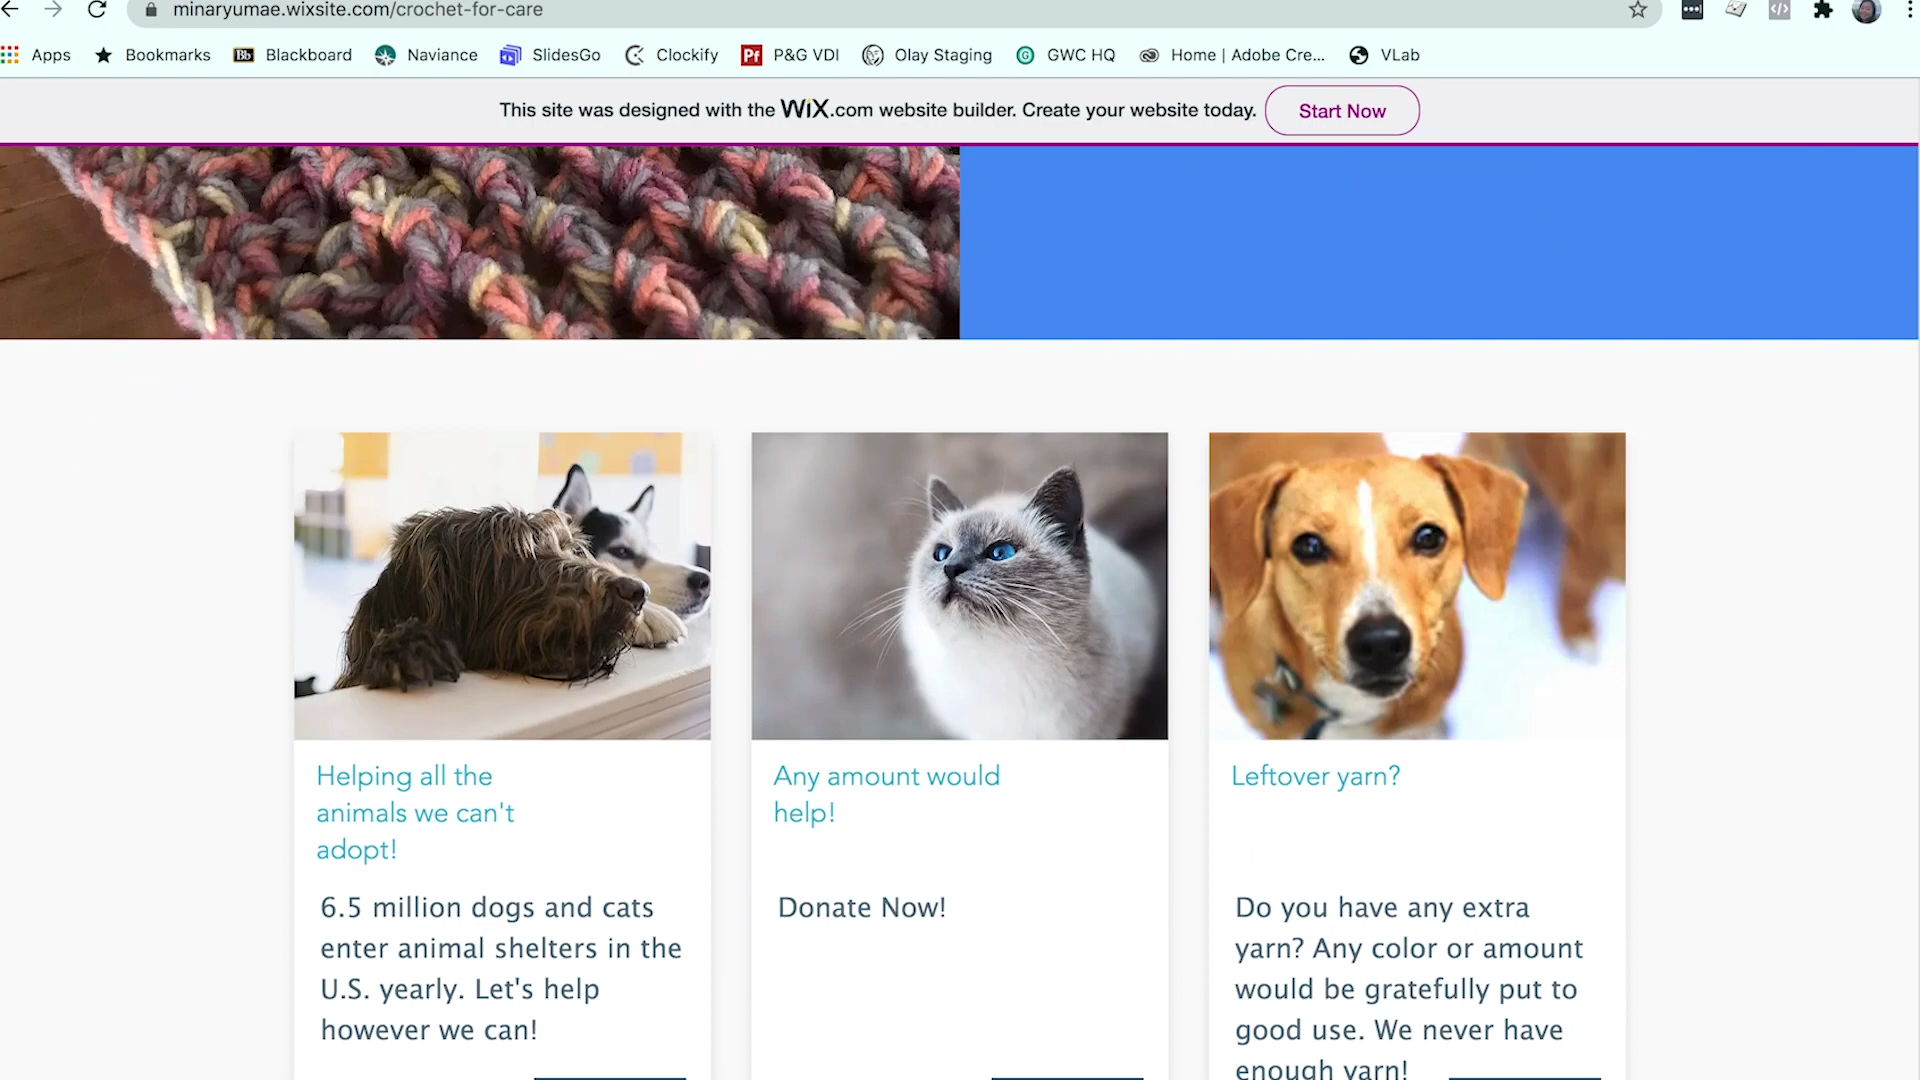 minaryumae.wixsite.com/crochet-for-care
Apps Bookmarks Bb Blackboard Naviance SlidesGo Clockify Pf P&G VDI Olay Staging G GWC HQ Home | Adobe Cre... VLab
This site was designed with the WiX.com website builder. Create your website today. Start Now
Helping all the
animals we can't
adopt!
6.5 million dogs and cats
enter animal shelters in the
U.S. yearly. Let's help
however we can!
Any amount would
help!
Donate Now!
Leftover yarn?
Do you have any extra
yarn? Any color or amount
would be gratefully put to
good use. We never have
enough yarn!